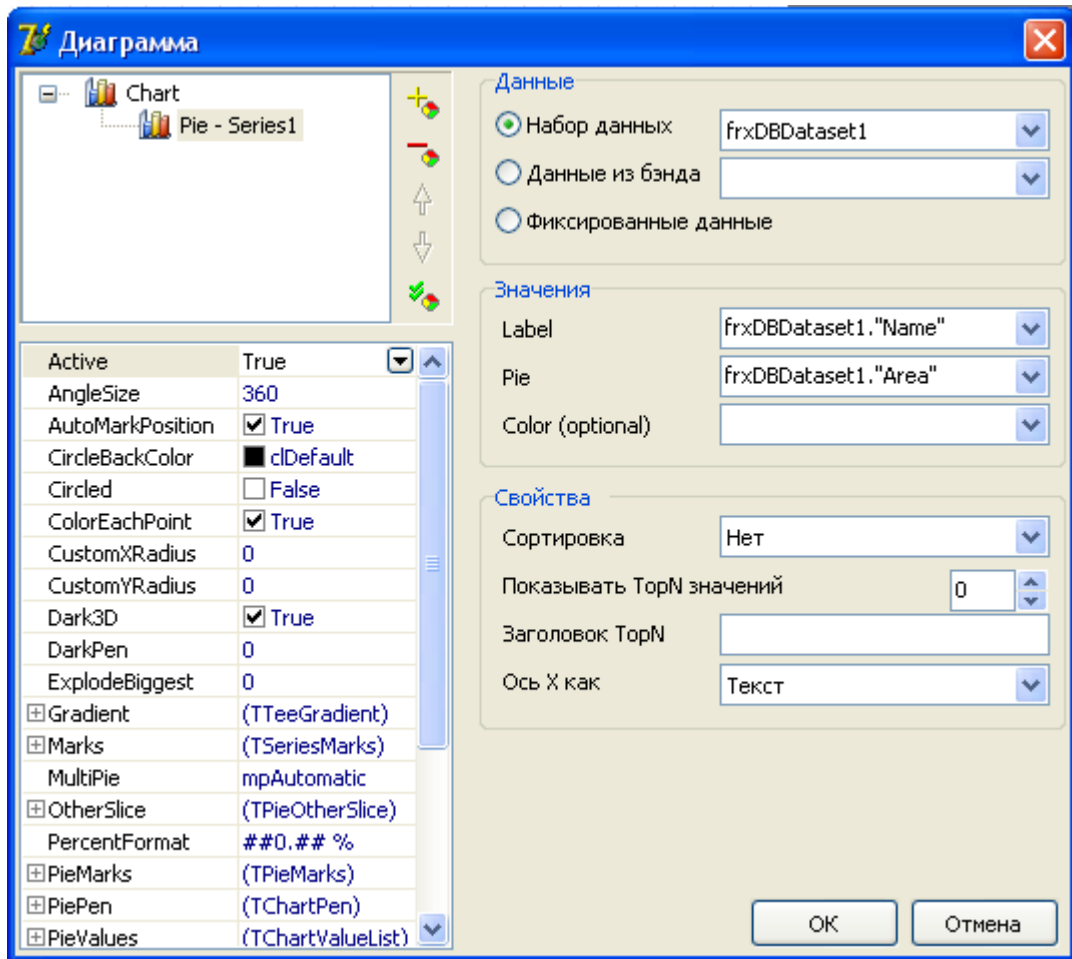 Диаграмма
Chart
Pie - Series1
Active True
AngleSize 360
AutoMarkPosition True
CircleBackColor clDefault
Circled False
ColorEachPoint True
CustomXRadius 0
CustomYRadius 0
Dark3D True
DarkPen 0
ExplodeBiggest 0
Gradient (TTeeGradient)
Marks (TSeriesMarks)
MultiPie mpAutomatic
OtherSlice (TPieOtherSlice)
PercentFormat ##0.## %
PieMarks (TPieMarks)
PiePen (TChartPen)
PieValues (TChartValueList)
Данные
Набор данных frxDBDataset1
Данные из бэнда
Фиксированные данные
Значения
Label frxDBDataset1."Name"
Pie frxDBDataset1."Area"
Color (optional)
Свойства
Сортировка Нет
Показывать TopN значений 0
Заголовок TopN
Ось X как Текст
OK Отмена